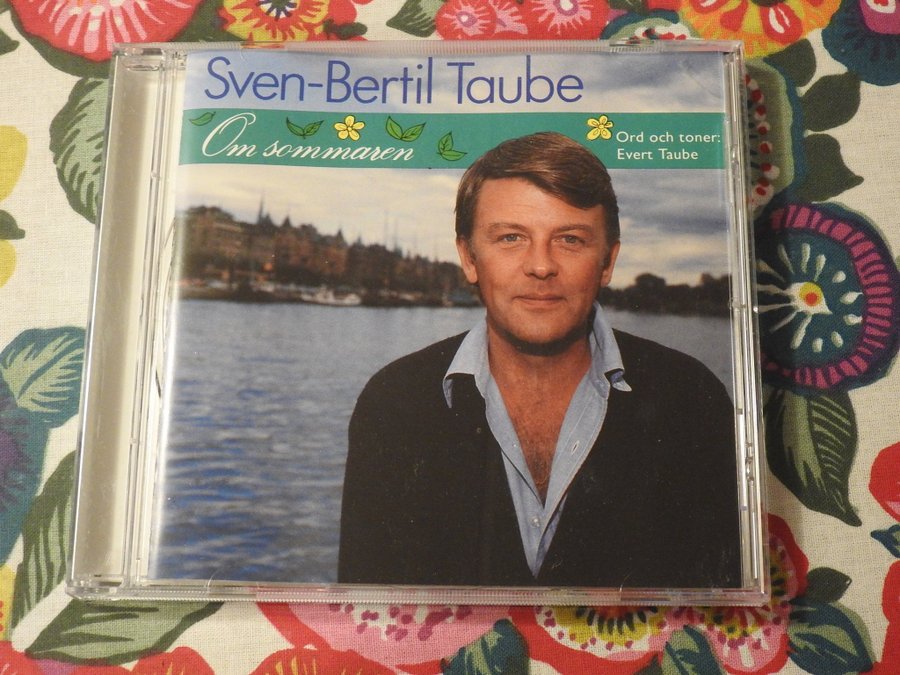 Sven-Bertil Taube
Om sommaren
Ord och toner:
Evert Taube